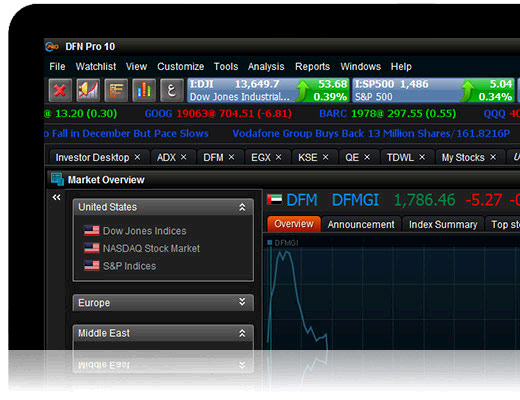 DFN Pro 10
File Watchlist View Customize Tools Analysis Reports Windows Help
ع I:DJI 13,649.7 53.68 I:SP500 1,486 5.04
Dow Jones Industrial... 0.39% S&P 500 0.34%
@ 13.20 (0.30) GOOG 19063@ 704.51 (-6.81) BARC 1978@ 297.55 (0.55) QQQ 40
o Fall in December But Pace Slows Vodafone Group Buys Back 13 Million Shares/161.8216P
Investor Desktop × ADX × DFM × EGX × KSE × QE × TDWL × My Stocks × U
Market Overview
« DFM DFMGI 1,786.46 -5.27 -0
United States
Overview Announcement Index Summary Top st
DFMGI
Dow Jones Indices
NASDAQ Stock Market
S&P Indices
Europe
Middle East